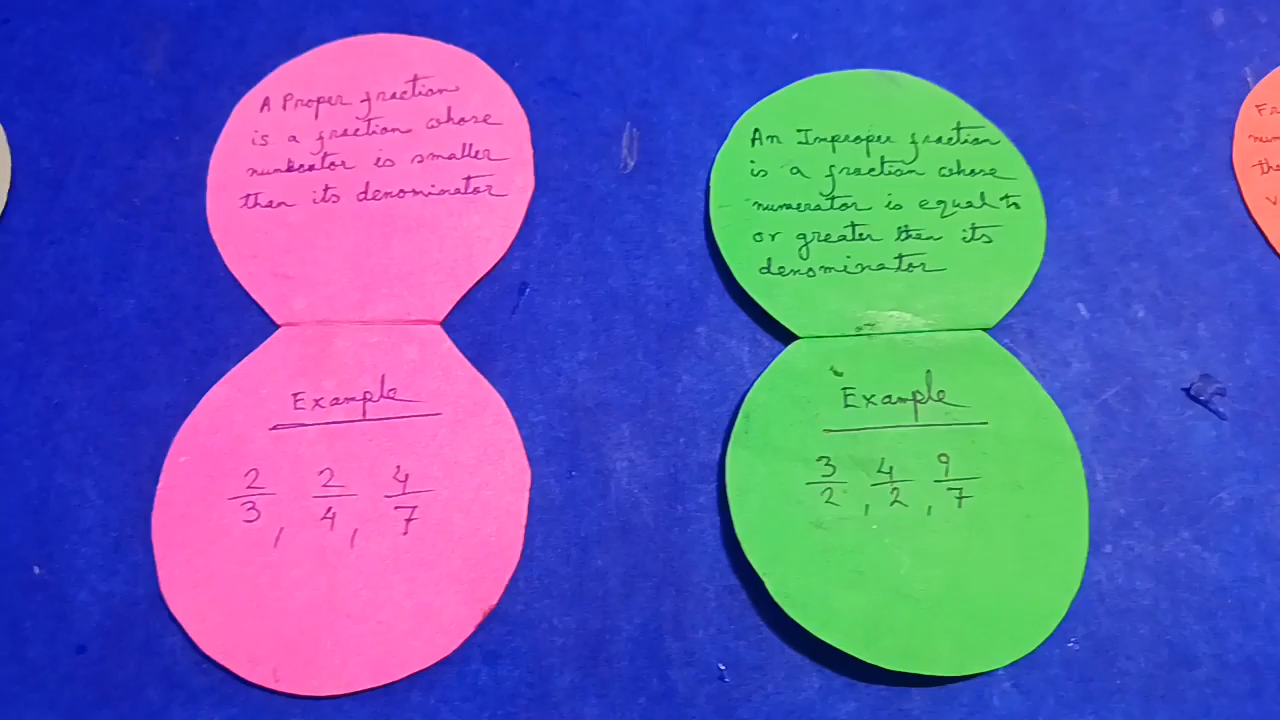 A Proper fraction
is a fraction whose
numerator is smaller
than its denominator
Example
2/3, 2/4, 4/7
An Improper fraction
is a fraction whose
numerator is equal to
or greater then its
denominator
Example
3/2, 4/2, 9/7